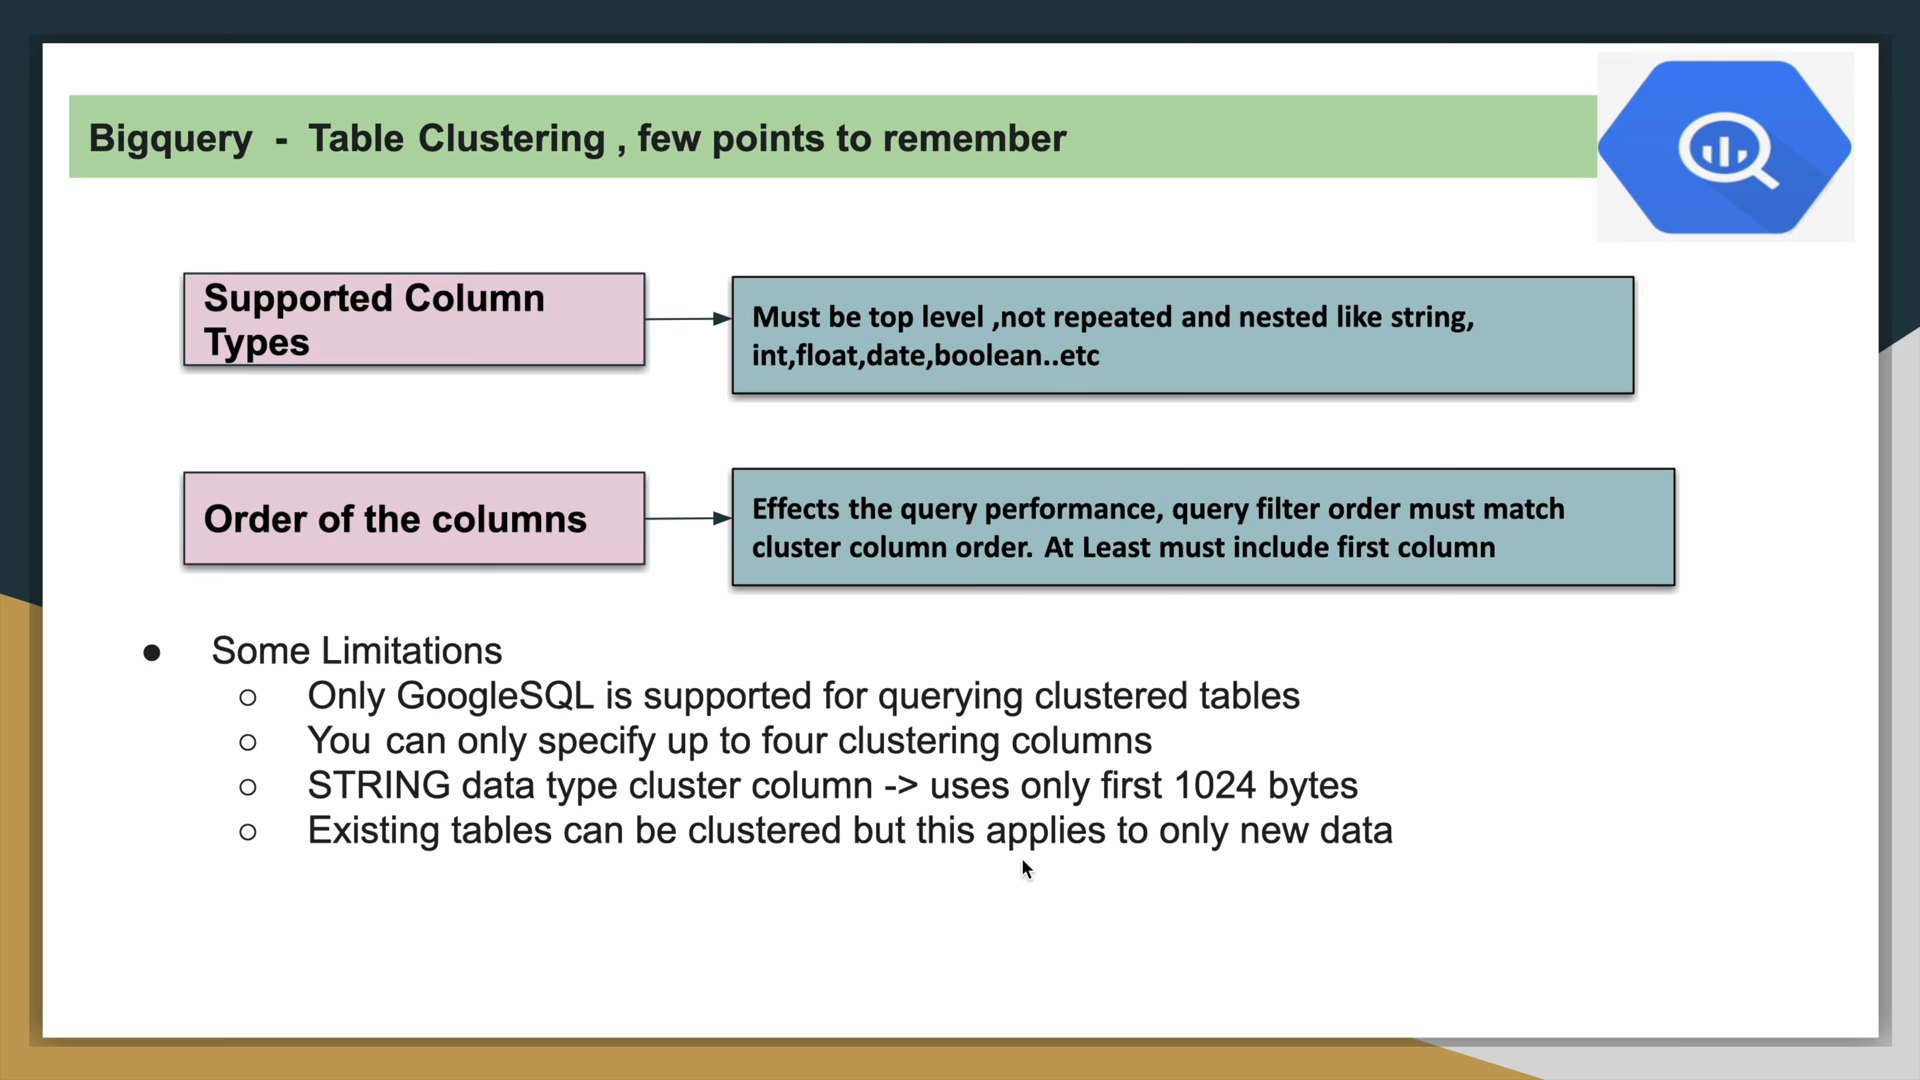 Bigquery - Table Clustering , few points to remember
Supported Column
Types
Must be top level ,not repeated and nested like string,
int,float,date,boolean..etc
Order of the columns
Effects the query performance, query filter order must match
cluster column order. At Least must include first column
● Some Limitations
○ Only GoogleSQL is supported for querying clustered tables
○ You can only specify up to four clustering columns
○ STRING data type cluster column -> uses only first 1024 bytes
○ Existing tables can be clustered but this applies to only new data